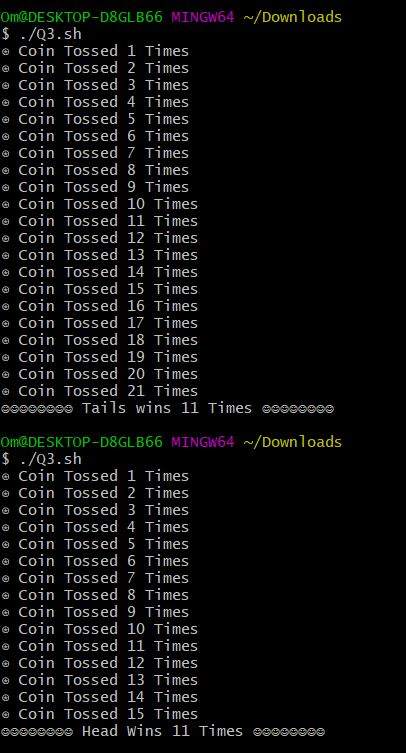 Om@DESKTOP-D8GLB66 MINGW64 ~/Downloads
$ ./Q3.sh
⍟ Coin Tossed 1 Times
⍟ Coin Tossed 2 Times
⍟ Coin Tossed 3 Times
⍟ Coin Tossed 4 Times
⍟ Coin Tossed 5 Times
⍟ Coin Tossed 6 Times
⍟ Coin Tossed 7 Times
⍟ Coin Tossed 8 Times
⍟ Coin Tossed 9 Times
⍟ Coin Tossed 10 Times
⍟ Coin Tossed 11 Times
⍟ Coin Tossed 12 Times
⍟ Coin Tossed 13 Times
⍟ Coin Tossed 14 Times
⍟ Coin Tossed 15 Times
⍟ Coin Tossed 16 Times
⍟ Coin Tossed 17 Times
⍟ Coin Tossed 18 Times
⍟ Coin Tossed 19 Times
⍟ Coin Tossed 20 Times
⍟ Coin Tossed 21 Times
☺☺☺☺☺☺☺☺ Tails wins 11 Times ☺☺☺☺☺☺☺☺
Om@DESKTOP-D8GLB66 MINGW64 ~/Downloads
$ ./Q3.sh
⍟ Coin Tossed 1 Times
⍟ Coin Tossed 2 Times
⍟ Coin Tossed 3 Times
⍟ Coin Tossed 4 Times
⍟ Coin Tossed 5 Times
⍟ Coin Tossed 6 Times
⍟ Coin Tossed 7 Times
⍟ Coin Tossed 8 Times
⍟ Coin Tossed 9 Times
⍟ Coin Tossed 10 Times
⍟ Coin Tossed 11 Times
⍟ Coin Tossed 12 Times
⍟ Coin Tossed 13 Times
⍟ Coin Tossed 14 Times
⍟ Coin Tossed 15 Times
☺☺☺☺☺☺☺☺ Head Wins 11 Times ☺☺☺☺☺☺☺☺